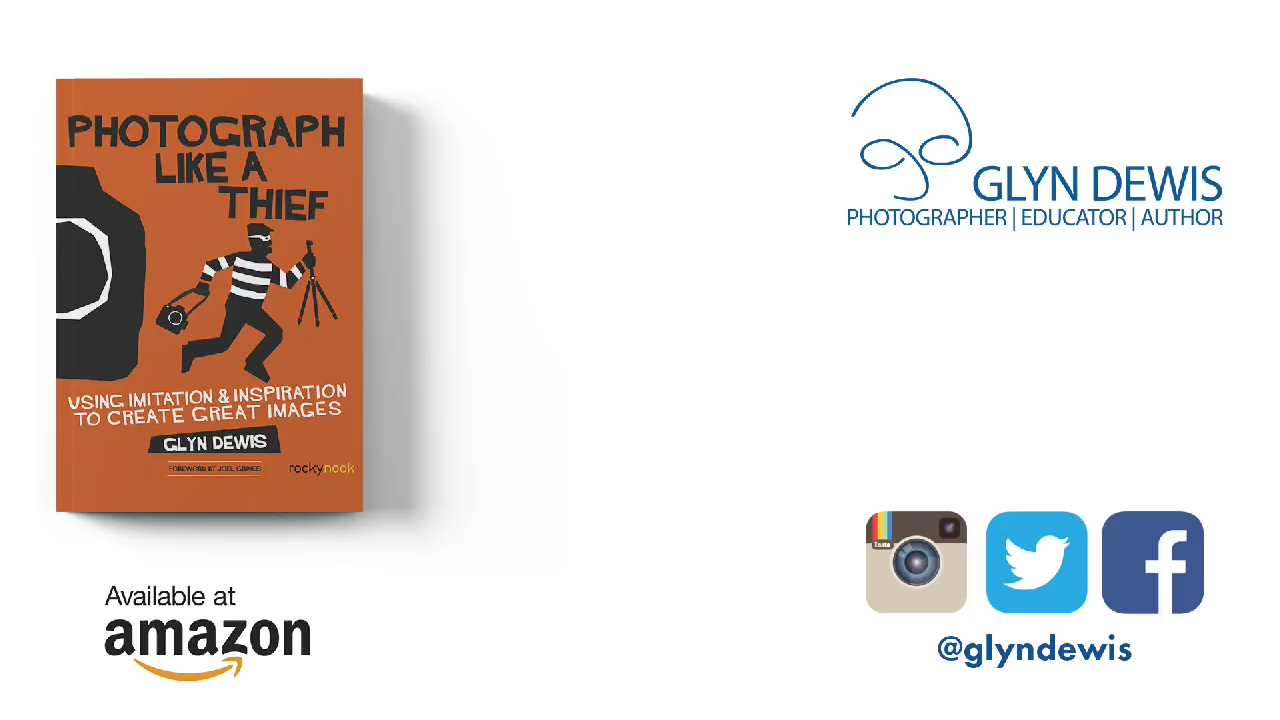 PHOTOGRAPH
LIKE A
THIEF
USING IMITATION & INSPIRATION
TO CREATE GREAT IMAGES
GLYN DEWIS
FOREWORD BY JOEL GRIMES
rockynook
Available at
amazon
GLYN DEWIS
PHOTOGRAPHER | EDUCATOR | AUTHOR
Insta
@glyndewis